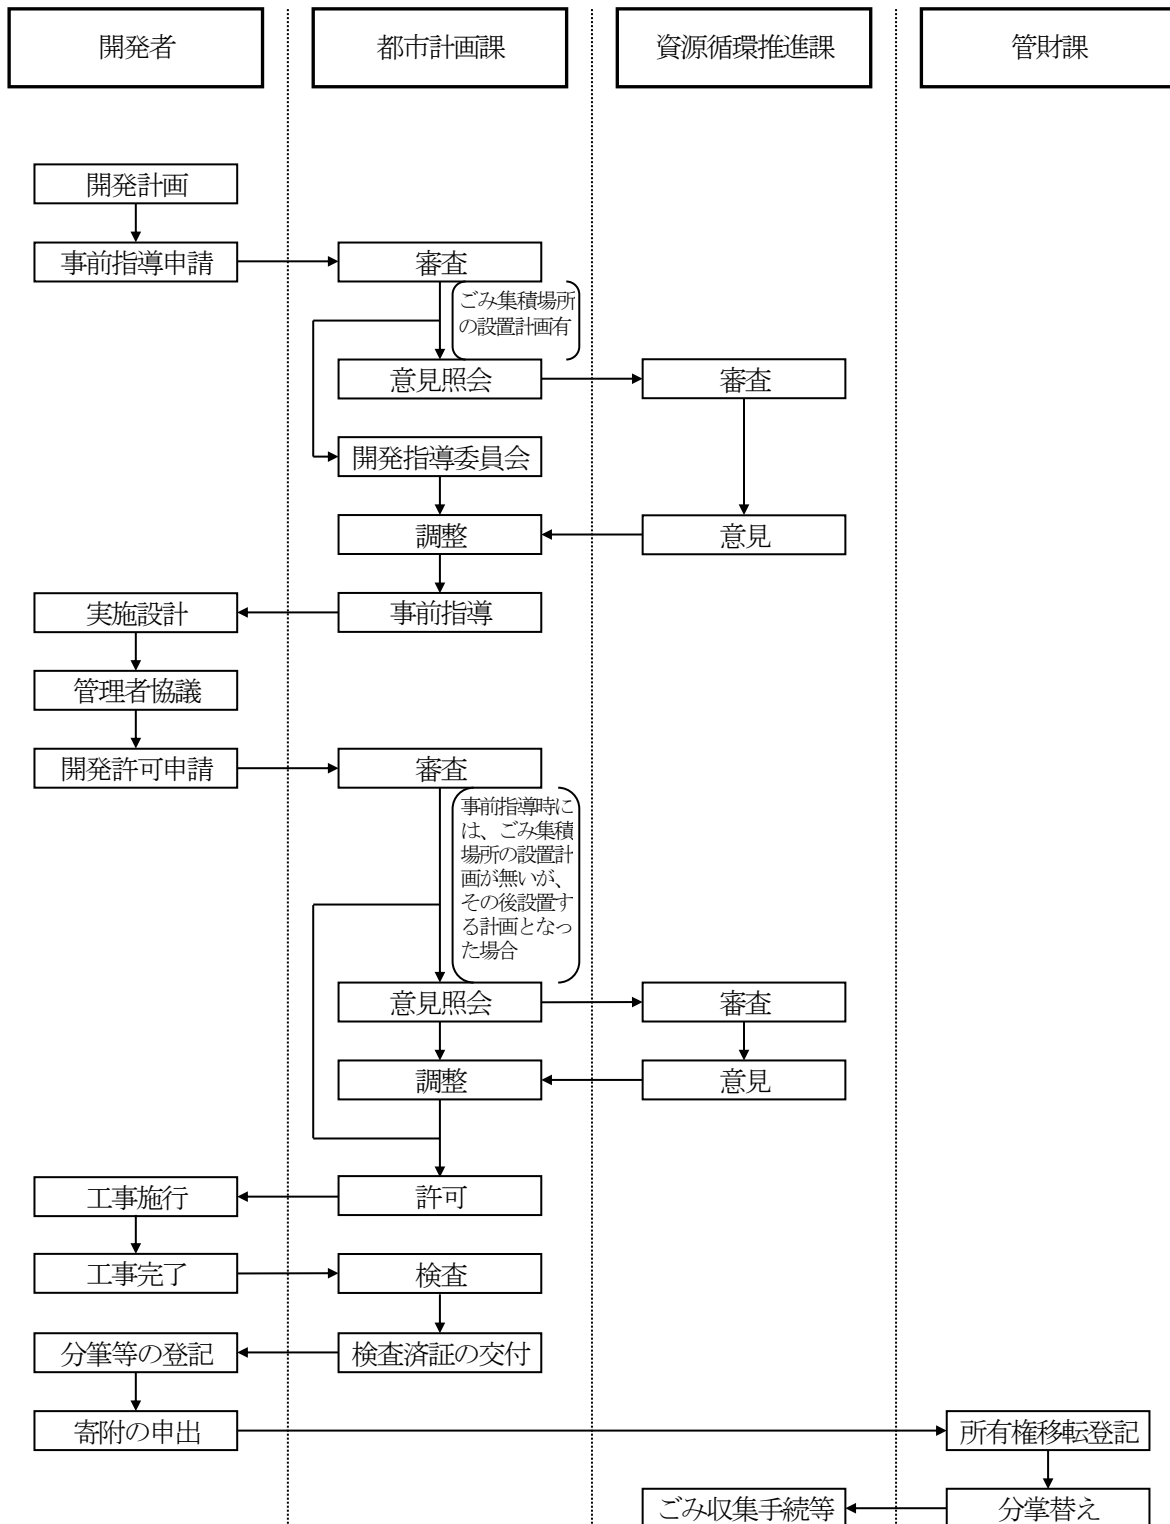 開発者
都市計画課
資源循環推進課
管財課
開発計画
事前指導申請
審査
ごみ集積場所
の設置計画有
意見照会
審査
開発指導委員会
調整
意見
実施設計
事前指導
管理者協議
開発許可申請
審査
事前指導時に
は、ごみ集積
場所の設置計
画が無いが、
その後設置す
る計画となっ
た場合
意見照会
審査
調整
意見
工事施行
許可
工事完了
検査
分筆等の登記
検査済証の交付
寄附の申出
所有権移転登記
ごみ収集手続等
分掌替え